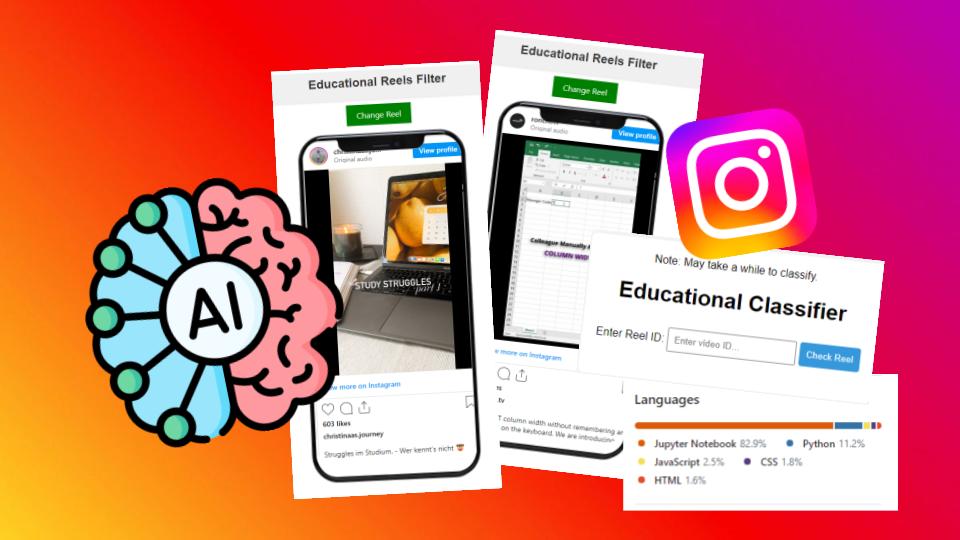 AI
Educational Reels Filter
Change Reel
View profile
Original audio
STUDY STRUGGLES
part 1
more on Instagram
603 likes
christinaas.journey
Struggles im Studium. - Wer kennt's nicht
Educational Reels Filter
Change Reel
View profile
Original audio
Colleague Manually
COLUMN WID
more on Instagram
column width without remembering
on the keyboard. We are
Note: May take a while to classify.
Educational Classifier
Enter Reel ID:
Enter video ID...
Check Reel
Languages
Jupyter Notebook 82.9% Python 11.2%
JavaScript 2.5% CSS 1.8%
HTML 1.6%